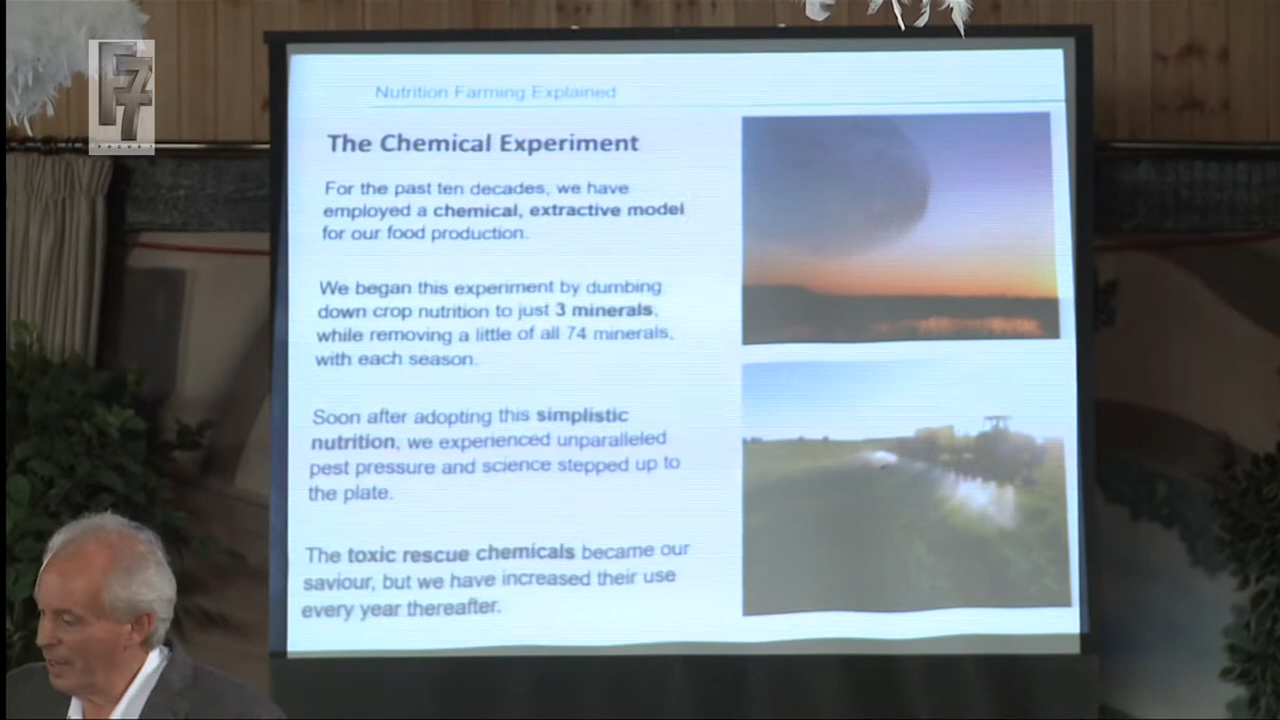 F7
FOCUS7
Nutrition Farming Explained
The Chemical Experiment
For the past ten decades, we have
employed a chemical, extractive model
for our food production.
We began this experiment by dumbing
down crop nutrition to just 3 minerals,
while removing a little of all 74 minerals,
with each season.
Soon after adopting this simplistic
nutrition, we experienced unparalleled
pest pressure and science stepped up to
the plate.
The toxic rescue chemicals became our
saviour, but we have increased their use
every year thereafter.